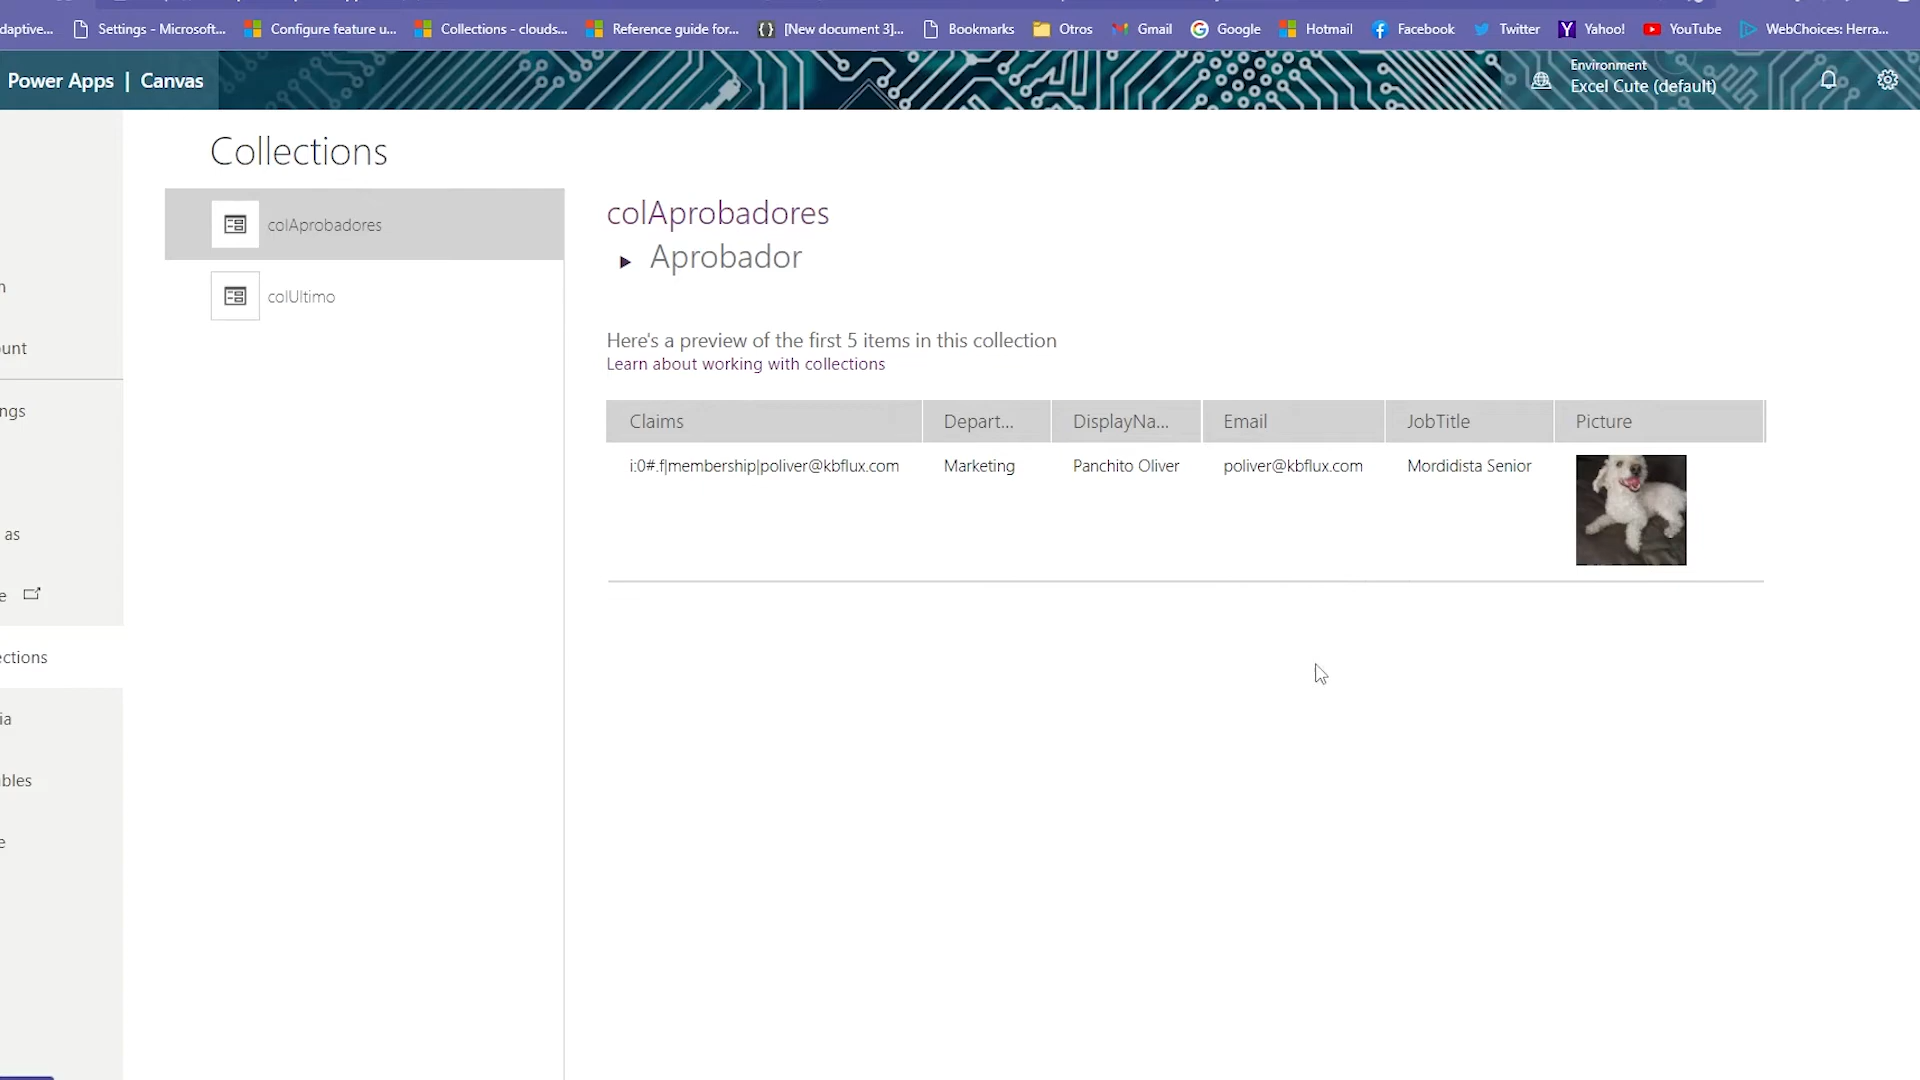 daptive...
Settings - Microsoft...
Configure feature u...
Collections - clouds...
Reference guide for...
[New document 3]...
Bookmarks
Otros
Gmail
Google
Hotmail
Facebook
Twitter
Yahoo!
YouTube
WebChoices: Herra...
Power Apps | Canvas
Environment
Excel Cute (default)
n
ount
ngs
as
e
ections
ia
bles
e
Collections
colAprobadores
colUltimo
colAprobadores
Aprobador
Here's a preview of the first 5 items in this collection
Learn about working with collections
Claims Depart... DisplayNa... Email JobTitle Picture
i:0#.f|membership|poliver@kbflux.com Marketing Panchito Oliver poliver@kbflux.com Mordidista Senior